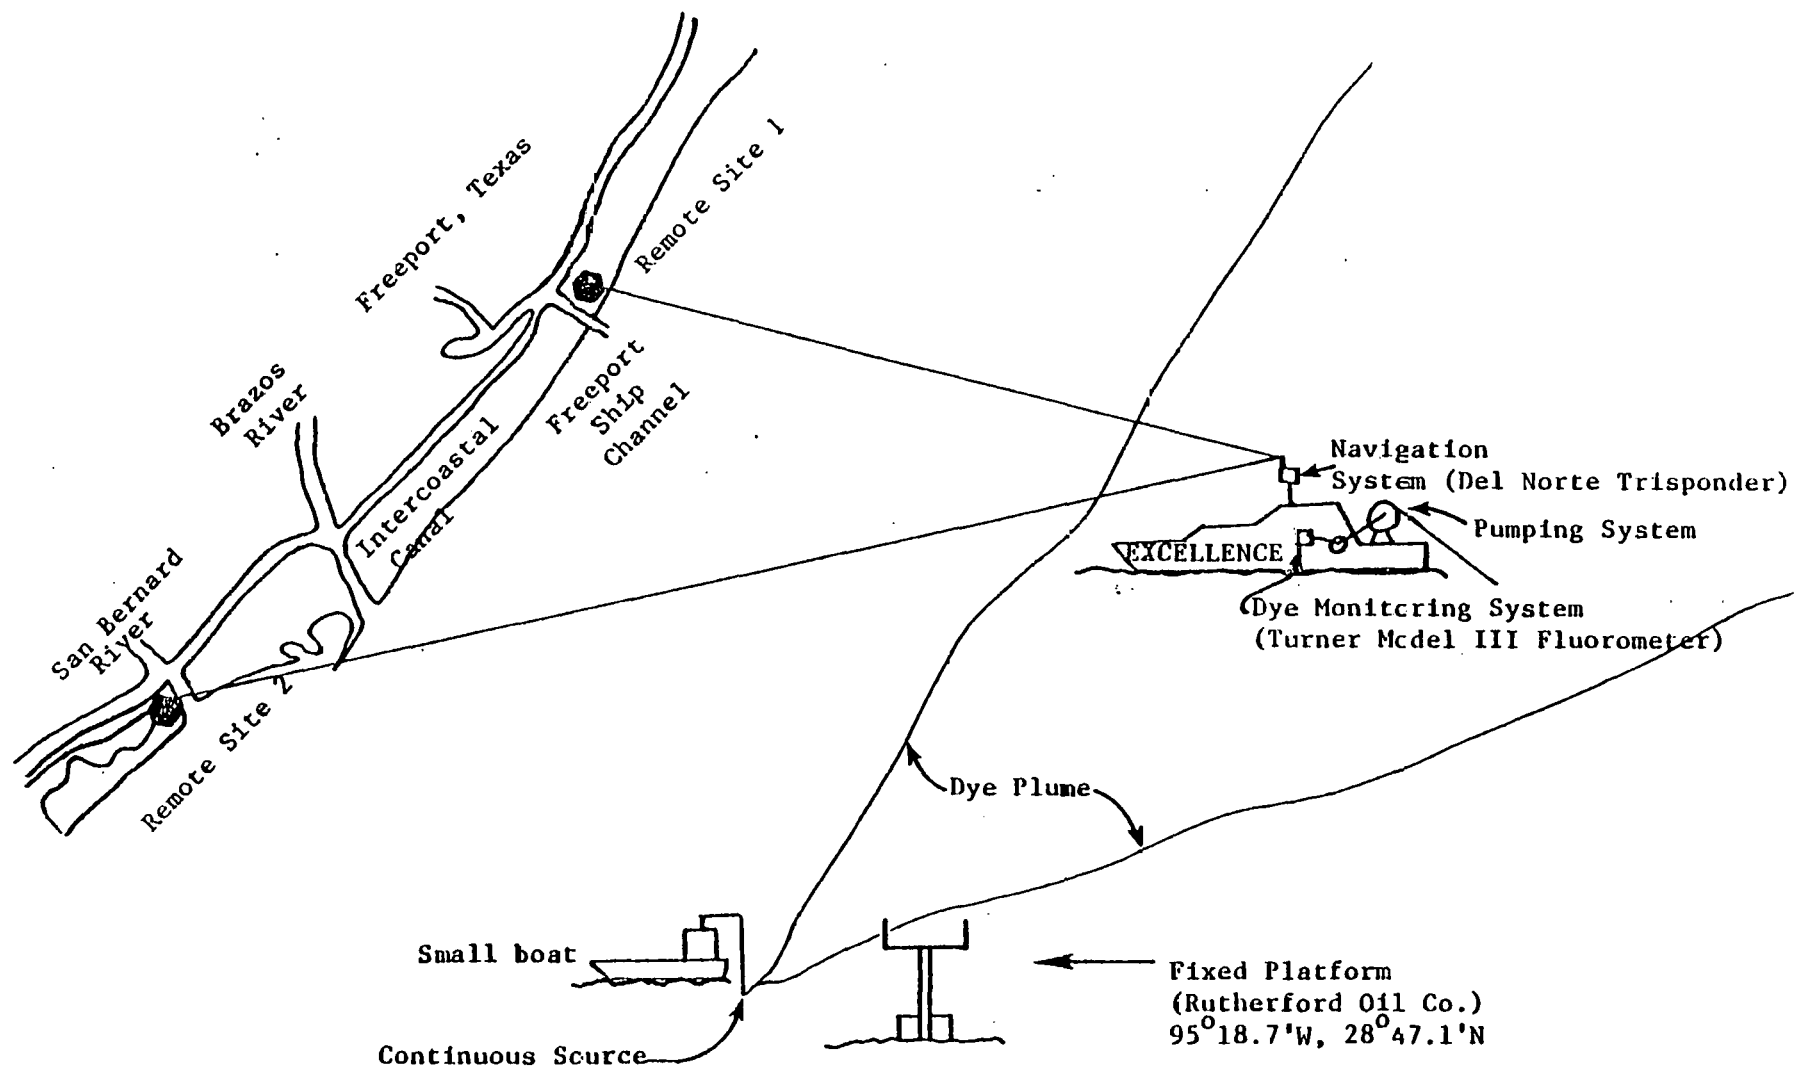 Freeport, Texas
Remote Site 1
Brazos
River
Freeport
Ship
Channel
Intercoastal
Canal
San Bernard
River
Remote Site 2
Navigation
System (Del Norte Trisponder)
Pumping System
EXCELLENCE
Dye Monitcring System
(Turner Mcdel III Fluorometer)
Dye Plume
Small boat
Continuous Source
Fixed Platform
(Rutherford Oil Co.)
95°18.7'W, 28°47.1'N